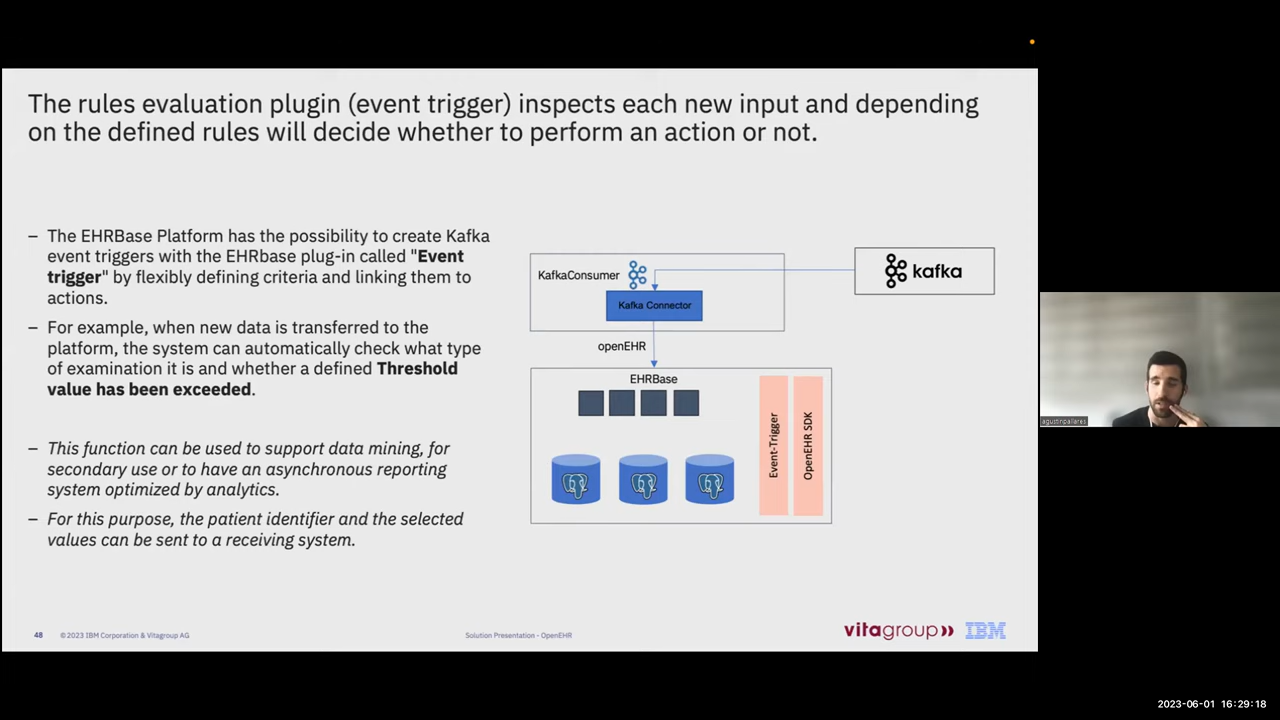 The rules evaluation plugin (event trigger) inspects each new input and depending
on the defined rules will decide whether to perform an action or not.
– The EHRBase Platform has the possibility to create Kafka
event triggers with the EHRbase plug-in called "Event
trigger" by flexibly defining criteria and linking them to
actions.
– For example, when new data is transferred to the
platform, the system can automatically check what type
of examination it is and whether a defined Threshold
value has been exceeded.
– This function can be used to support data mining, for
secondary use or to have an asynchronous reporting
system optimized by analytics.
– For this purpose, the patient identifier and the selected
values can be sent to a receiving system.
KafkaConsumer
Kafka Connector
kafka
openEHR
EHRBase
Event-Trigger
OpenEHR SDK
agustinpallares
48
©2023 IBM Corporation & Vitagroup AG
Solution Presentation - OpenEHR
vitagroup
IBM
2023-06-01 16:29:18